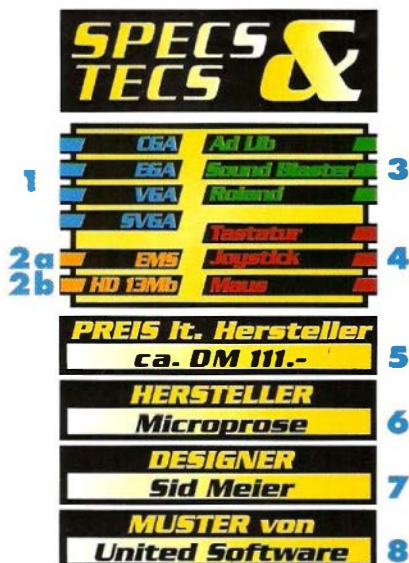 SPECS &
TECS
1
CGA Ad Lib
EGA Sound Blaster 3
VGA Roland
SVGA
Tastatur
2a EMS Joystick 4
2b HD 13Mb Maus
PREIS lt. Hersteller
ca. DM 111.- 5
HERSTELLER
Microprose 6
DESIGNER
Sid Meier 7
MUSTER von
United Software 8